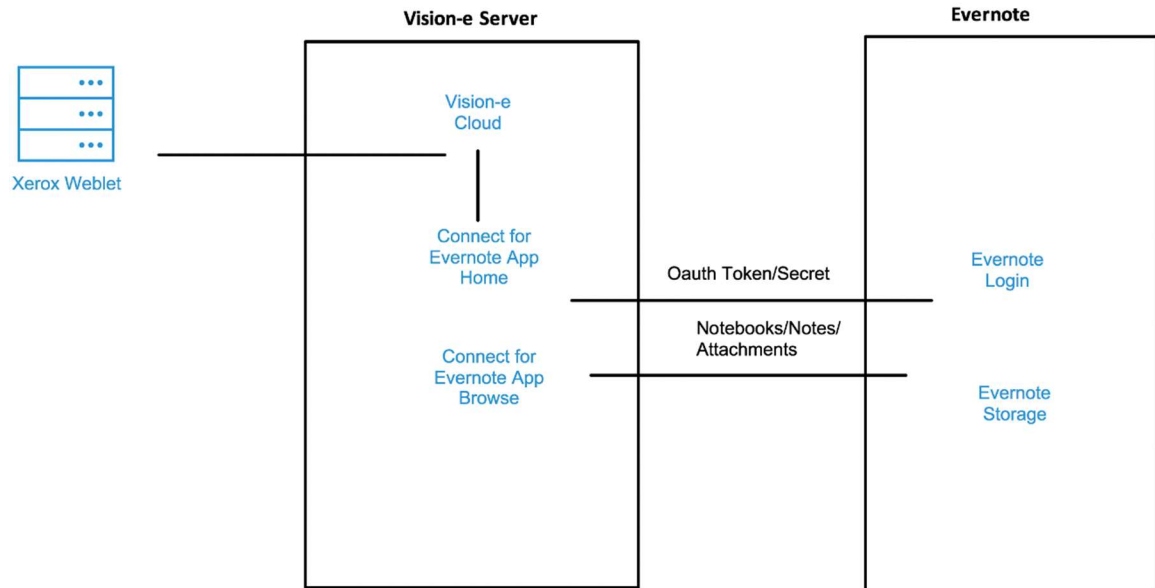 Vision-e Server
Evernote
Xerox Weblet
Vision-e
Cloud
Connect for
Evernote App
Home
Oauth Token/Secret
Evernote
Login
Notebooks/Notes/
Attachments
Connect for
Evernote App
Browse
Evernote
Storage